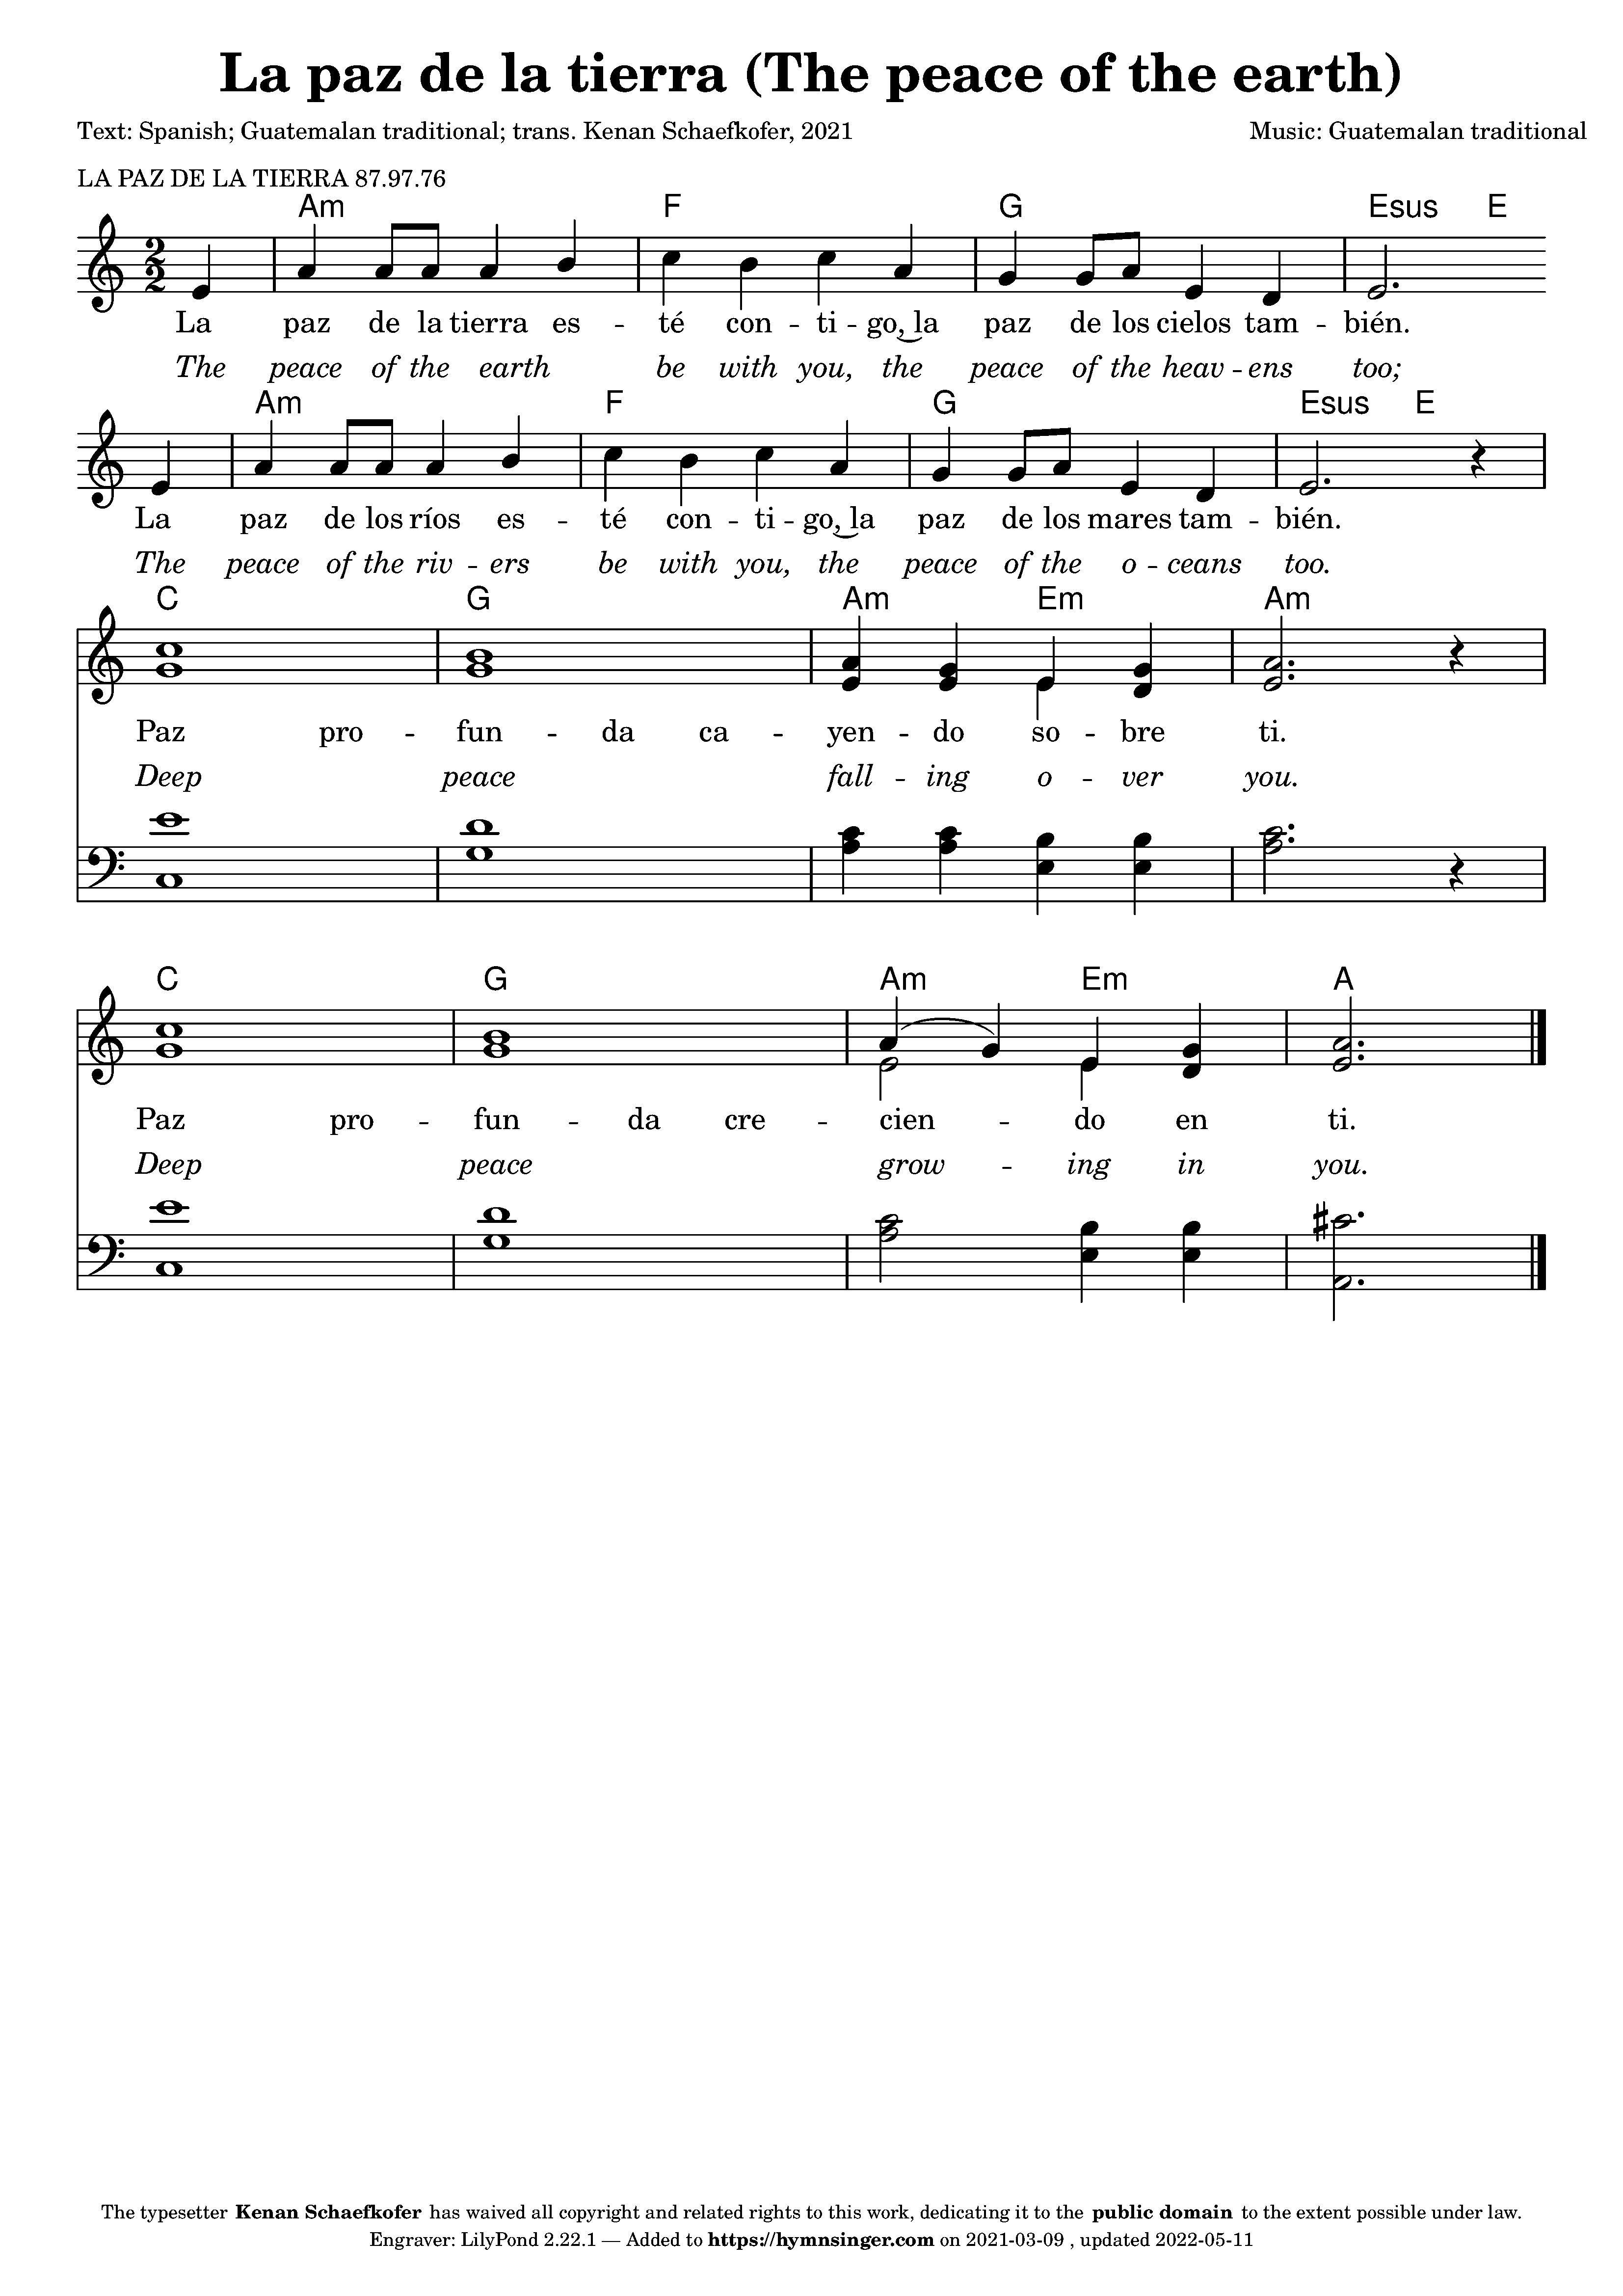 La paz de la tierra (The peace of the earth)
Text: Spanish; Guatemalan traditional; trans. Kenan Schaefkofer, 2021 Music: Guatemalan traditional
LA PAZ DE LA TIERRA 87.97.76
Am F G Esus E
2
2
La paz de la tierra es - té con - ti - go, la paz de los cielos tam - bién.
The peace of the earth be with you, the peace of the heav - ens too;
Am F G Esus E
La paz de los ríos es - té con - ti - go, la paz de los mares tam - bién.
The peace of the riv - ers be with you, the peace of the o - ceans too.
C G Am Em Am
Paz pro - fun - da ca - yen - do so - bre ti.
Deep peace fall - ing o - ver you.
C G Am Em A
Paz pro - fun - da cre - cien - do en ti.
Deep peace grow - ing in you.
The typesetter Kenan Schaefkofer has waived all copyright and related rights to this work, dedicating it to the public domain to the extent possible under law.
Engraver: LilyPond 2.22.1 — Added to https://hymnsinger.com on 2021-03-09 , updated 2022-05-11